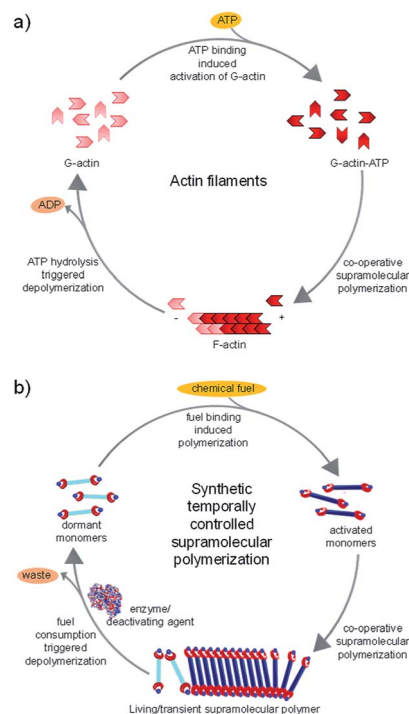 a)
ATP
ATP binding
induced
activation of G-actin
G-actin
G-actin-ATP
Actin filaments
ADP
ATP hydrolysis
triggered
depolymerization
co-operative
supramolecular
polymerization
-
+
F-actin
b)
chemical fuel
fuel binding
induced
polymerization
Synthetic
temporally
controlled
supramolecular
polymerization
dormant
monomers
activated
monomers
waste
enzyme/
deactivating agent
fuel
consumption
triggered
depolymerization
co-operative
supramolecular
polymerization
Living/transient supramolecular polymer